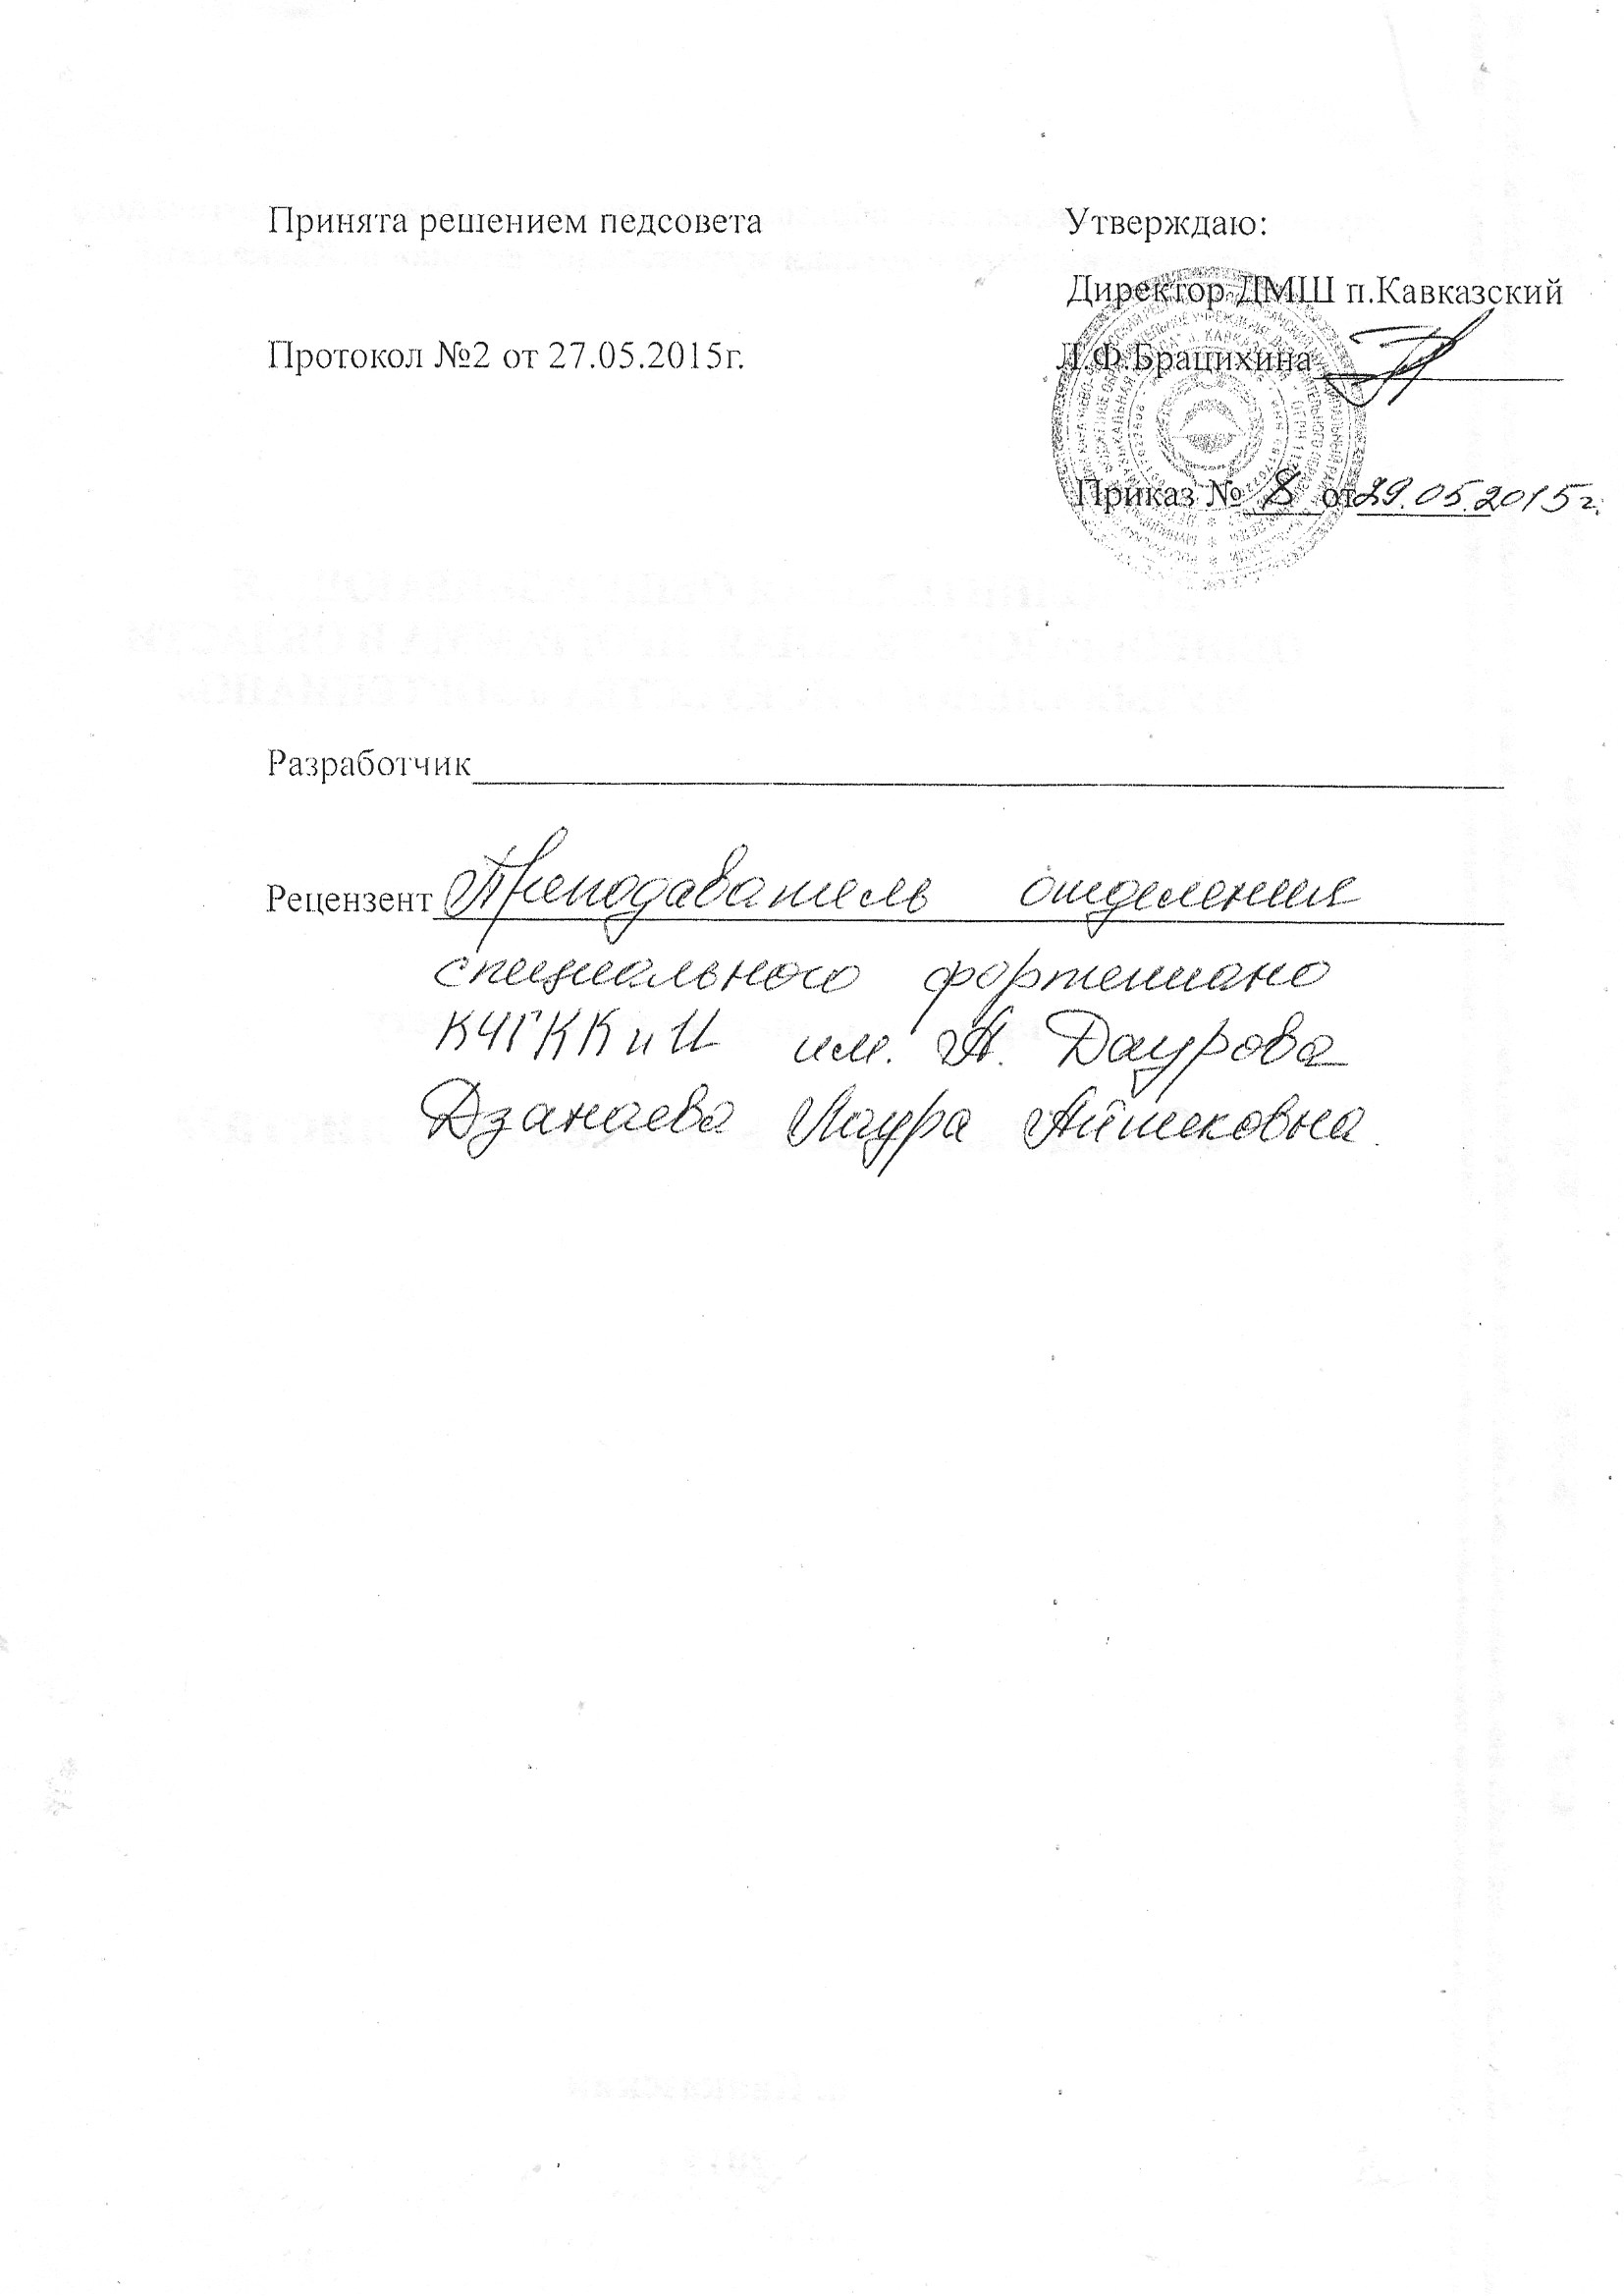 Принята решением педсовета
Утверждаю:
Директор ДМШ п.Кавказский
Протокол №2 от 27.05.2015г.
Л.Ф.Брацихина
Приказ № 8 от 29.05.2015г.
Разработчик
Рецензент Преподаватель отделения
специального фортепиано
КЧГККиИ им. А. Даурова
Дзанаева Лаура Айтековна